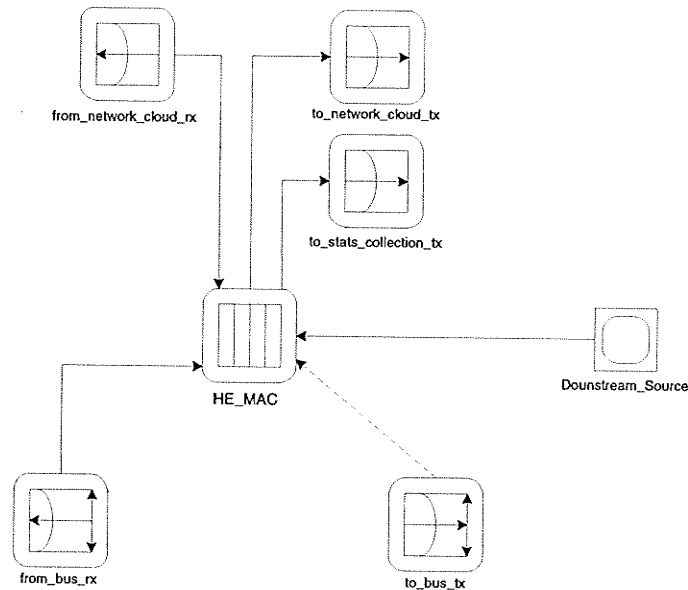 from_network_cloud_rx
to_network_cloud_tx
to_stats_collection_tx
HE_MAC
Dounstream_Source
from_bus_rx
to_bus_tx